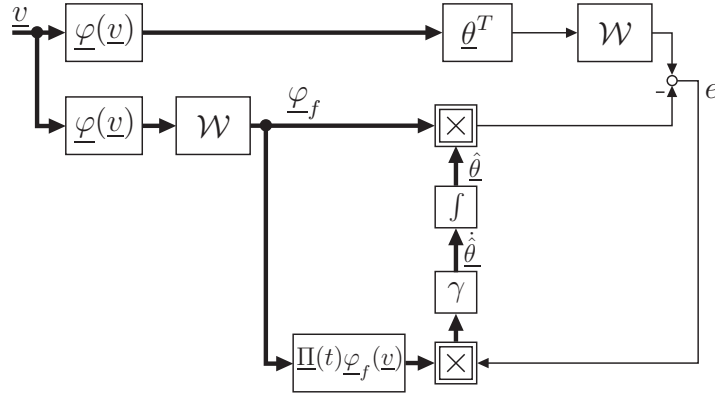 v φ(v) θ^T 𝒲
e
-
φ(v) 𝒲 φ_f ×
θ̂
∫
θ̂̇
γ
Π(t)φ_f(v) ×